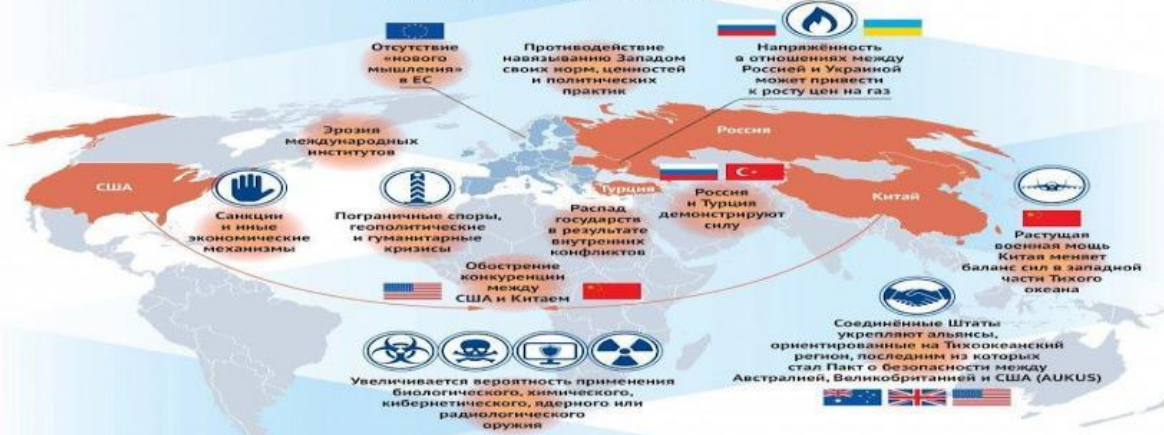 Отсутствие
«нового
мышления»
в ЕС
Противодействие
навязыванию Западом
своих норм, ценностей
и политических
практик
Напряжённость
в отношениях между
Россией и Украиной
может привести
к росту цен на газ
Эрозия
международных
институтов
Россия
США
Санкции
и иные
экономические
механизмы
Пограничные споры,
геополитические
и гуманитарные
кризисы
Распад
государств
в результате
внутренних
конфликтов
Турция
Россия
и Турция
демонстрируют
силу
Китай
Растущая
военная мощь
Китая меняет
баланс сил в западной
части Тихого
океана
Обострение
конкуренции
между
США и Китаем
Соединённые Штаты
укрепляют альянсы,
ориентированные на Тихоокеанский
регион, последним из которых
стал Пакт о безопасности между
Австралией, Великобританией и США (AUKUS)
Увеличивается вероятность применения
биологического, химического,
кибернетического, ядерного или
радиологического
оружия